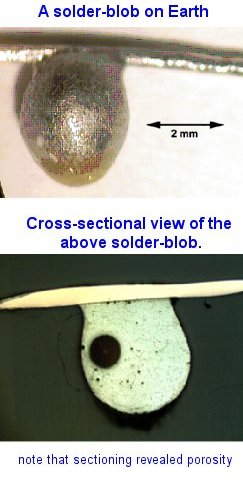 A solder-blob on Earth
2 mm
Cross-sectional view of the
above solder-blob.
note that sectioning revealed porosity